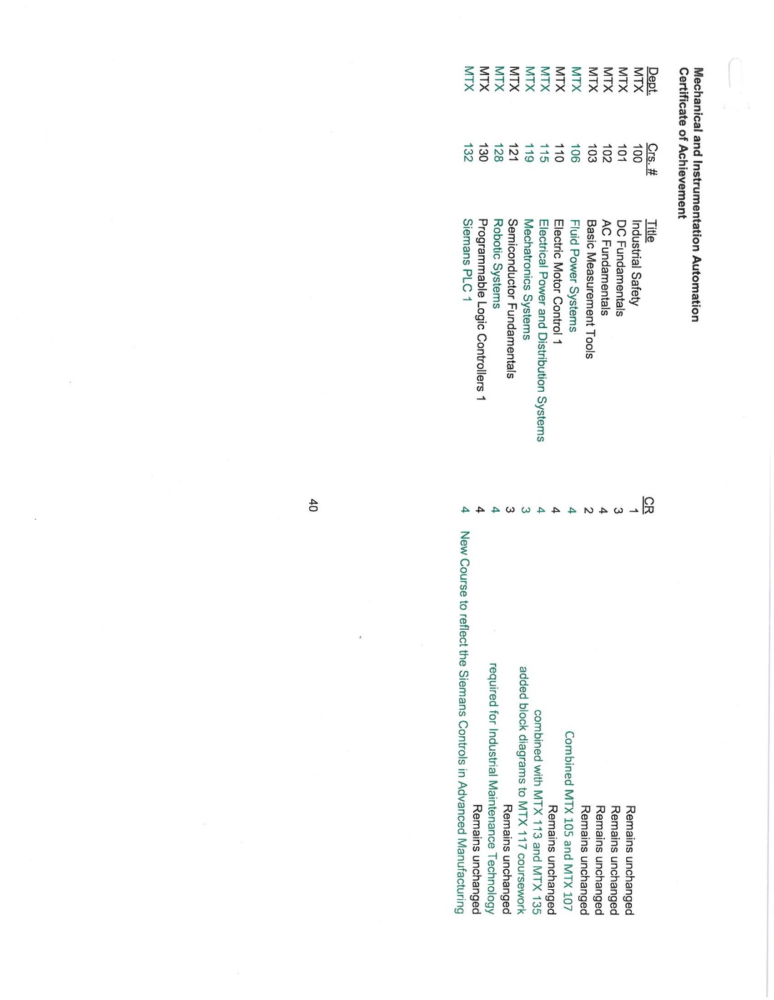 Mechanical and Instrumentation Automation
Certificate of Achievement
Dept. Crs. # Title CR
MTX 100 Industrial Safety 1 Remains unchanged
MTX 101 DC Fundamentals 3 Remains unchanged
MTX 102 AC Fundamentals 4 Remains unchanged
MTX 103 Basic Measurement Tools 2 Remains unchanged
MTX 106 Fluid Power Systems 4 Combined MTX 105 and MTX 107
MTX 110 Electric Motor Control 1 4 Remains unchanged
MTX 115 Electrical Power and Distribution Systems 4 combined with MTX 113 and MTX 135
MTX 119 Mechatronics Systems 3 added block diagrams to MTX 117 coursework
MTX 121 Semiconductor Fundamentals 3 Remains unchanged
MTX 128 Robotic Systems 4 required for Industrial Maintenance Technology
MTX 130 Programmable Logic Controllers 1 4 Remains unchanged
MTX 132 Siemans PLC 1 4 New Course to reflect the Siemans Controls in Advanced Manufacturing
40